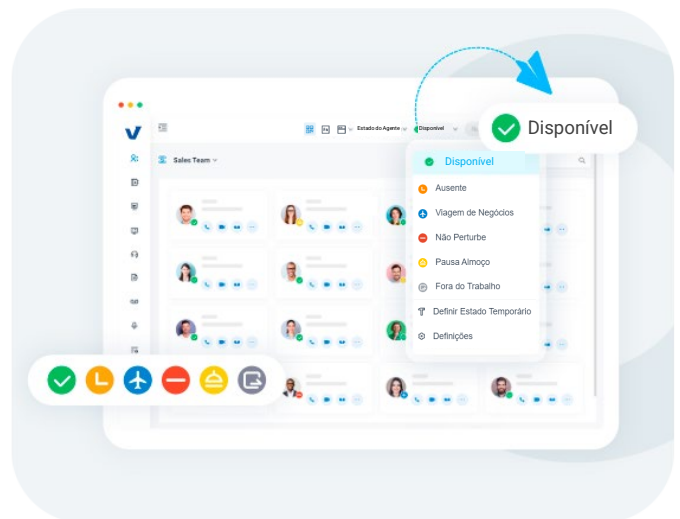 Disponível
Estado do Agente
Disponível
Sales Team
Disponível
Ausente
Viagem de Negócios
Não Perturbe
Pausa Almoço
Fora do Trabalho
Definir Estado Temporário
Definições